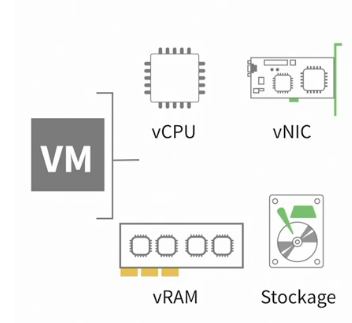 vCPU
vNIC
VM
vRAM
Stockage